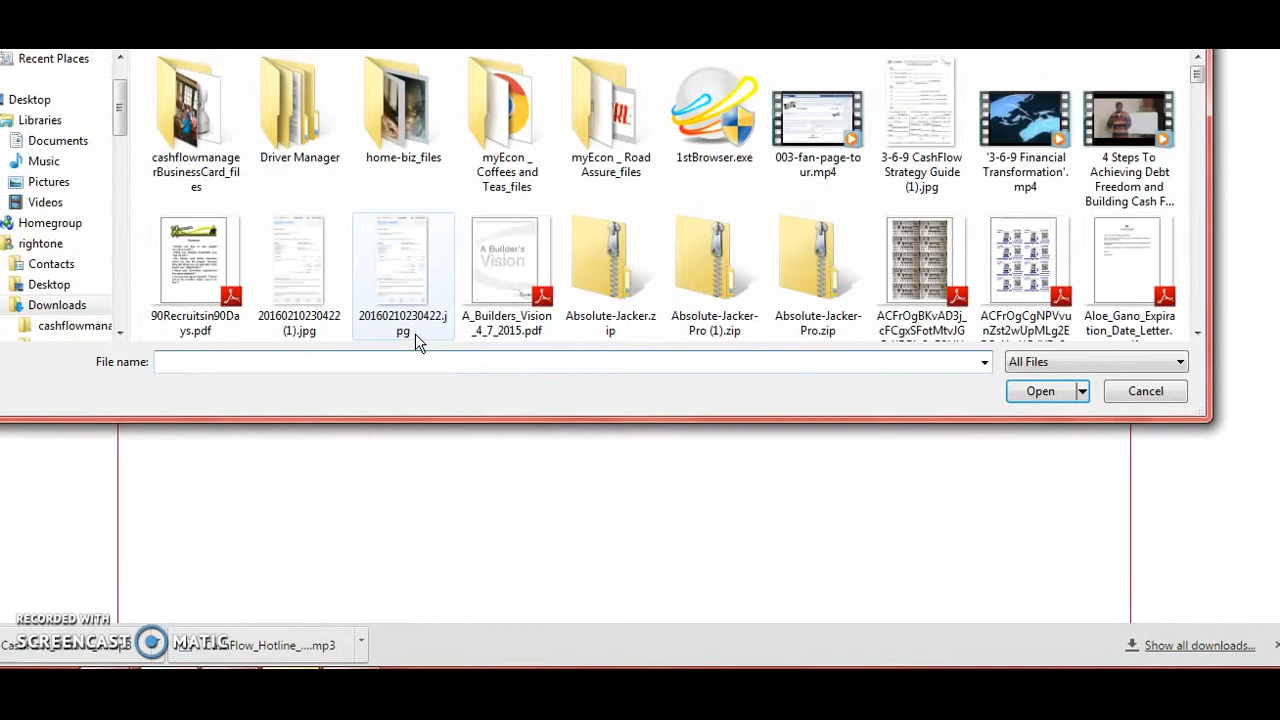 Recent Places
Desktop
Libraries
Documents
Music
Pictures
Videos
Homegroup
rightone
Contacts
Desktop
Downloads
cashflowmana
cashflowmanage
rBusinessCard_fil
es
Driver Manager
home-biz_files
myEcon _
Coffees and
Teas_files
myEcon _ Road
Assure_files
1stBrowser.exe
003-fan-page-to
ur.mp4
3-6-9 CashFlow
Strategy Guide
(1).jpg
'3-6-9 Financial
Transformation'.
mp4
4 Steps To
Achieving Debt
Freedom and
Building Cash F...
90Recruitsin90Da
ys.pdf
20160210230422
(1).jpg
20160210230422.j
pg
A Builder's
Vision
A_Builders_Vision
_4_7_2015.pdf
Absolute-Jacker.z
ip
Absolute-Jacker-
Pro (1).zip
Absolute-Jacker-
Pro.zip
ACFrOgBKvAD3j_
cFCgxSFotMtvJG
ACFrOgCgNPVvu
nZst2wUpMLg2E
Aloe_Gano_Expira
tion_Date_Letter.
File name:
All Files
Open
Cancel
RECORDED WITH
SCREENCAST MATIC
Flow_Hotline_....mp3
Show all downloads...